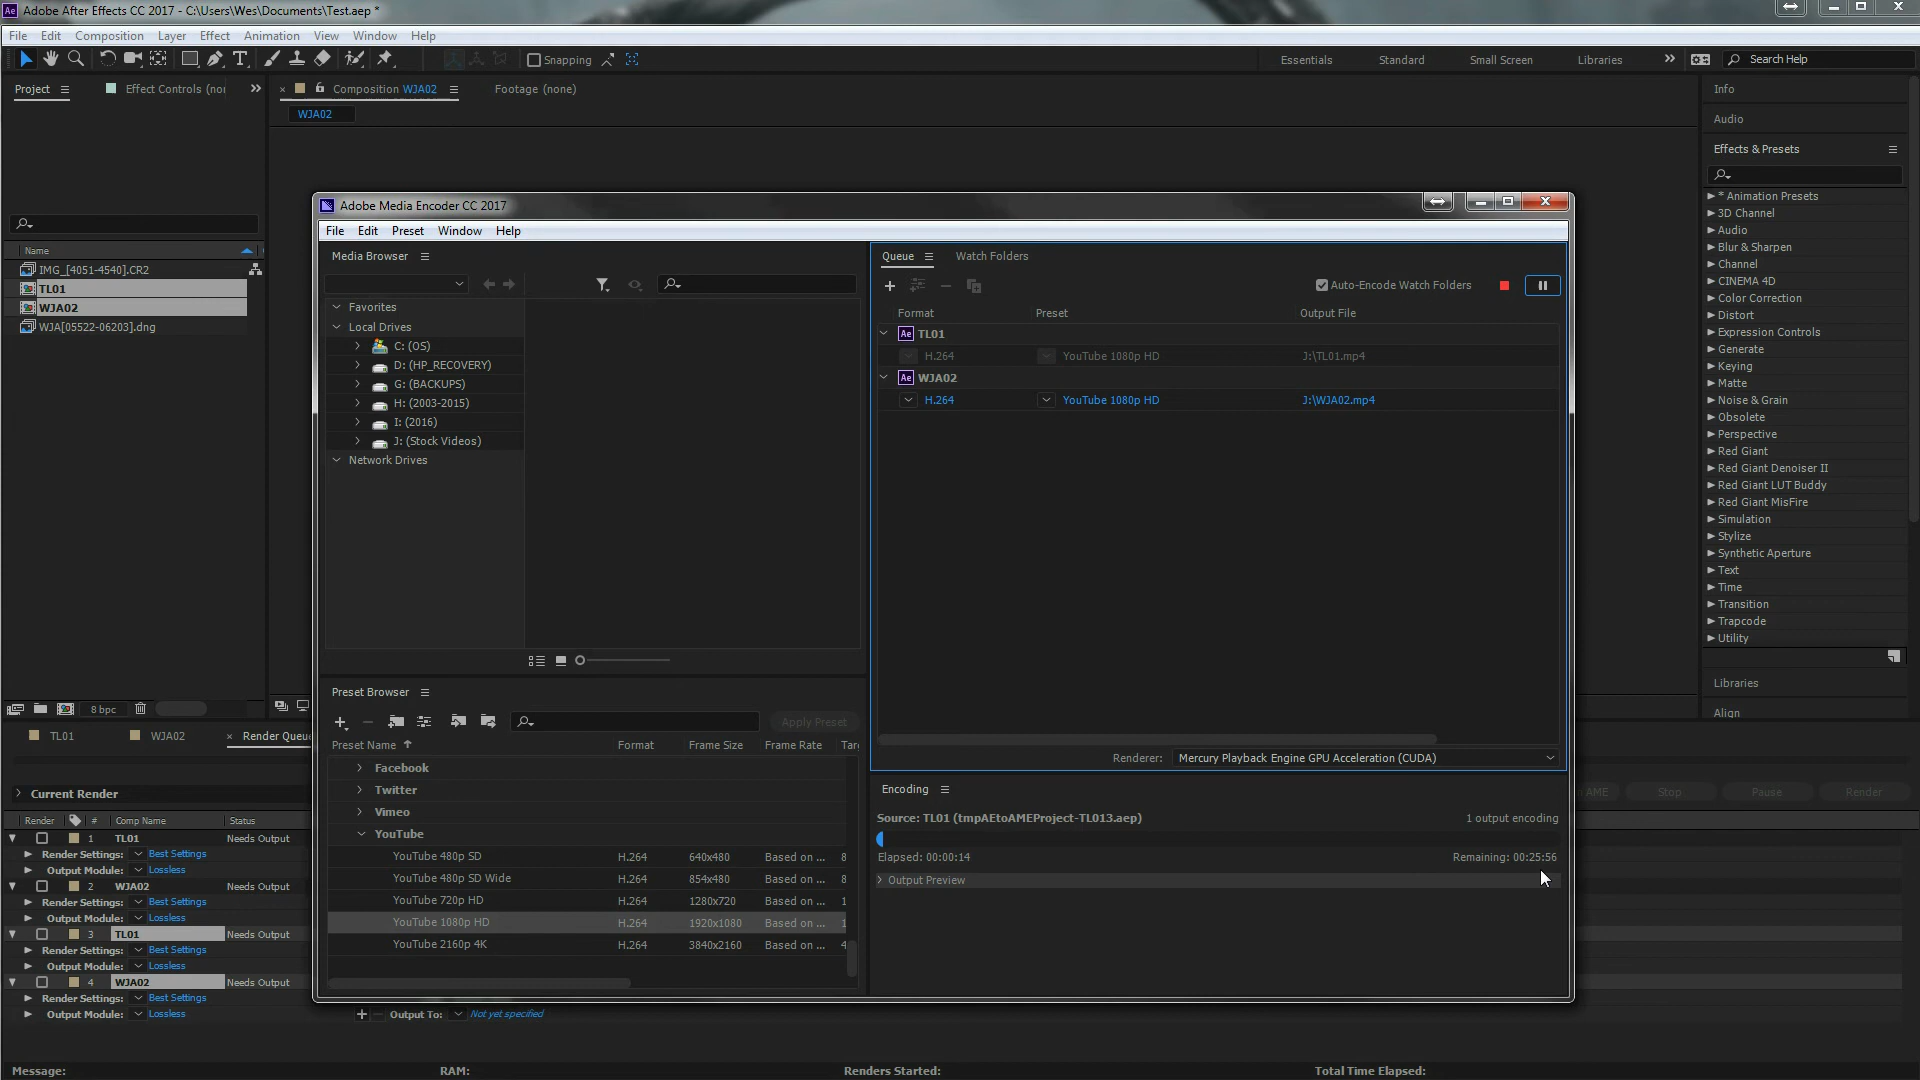 Adobe After Effects CC 2017 - C:\Users\Wes\Documents\Test.aep *
File Edit Composition Layer Effect Animation View Window Help
Snapping
Essentials Standard Small Screen Libraries
Search Help
Project
Effect Controls (nor
Composition WJA02
Footage (none)
WJA02
Name
IMG_[4051-4540].CR2
TL01
WJA02
WJA[05522-06203].dng
8 bpc
Info
Audio
Effects & Presets
* Animation Presets
3D Channel
Audio
Blur & Sharpen
Channel
CINEMA 4D
Color Correction
Distort
Expression Controls
Generate
Keying
Matte
Noise & Grain
Obsolete
Perspective
Red Giant
Red Giant Denoiser II
Red Giant LUT Buddy
Red Giant MisFire
Simulation
Stylize
Synthetic Aperture
Text
Time
Transition
Trapcode
Utility
Libraries
Align
Adobe Media Encoder CC 2017
File Edit Preset Window Help
Media Browser
Favorites
Local Drives
C: (OS)
D: (HP_RECOVERY)
G: (BACKUPS)
H: (2003-2015)
I: (2016)
J: (Stock Videos)
Network Drives
Queue Watch Folders
Auto-Encode Watch Folders
Format Preset Output File
Ae TL01
H.264 YouTube 1080p HD J:\TL01.mp4
Ae WJA02
H.264 YouTube 1080p HD J:\WJA02.mp4
Renderer: Mercury Playback Engine GPU Acceleration (CUDA)
Preset Browser
Apply Preset
Preset Name Format Frame Size Frame Rate Tar
Facebook
Twitter
Vimeo
YouTube
YouTube 480p SD H.264 640x480 Based on ... 8
YouTube 480p SD Wide H.264 854x480 Based on ... 8
YouTube 720p HD H.264 1280x720 Based on ... 1
YouTube 1080p HD H.264 1920x1080 Based on ... 1
YouTube 2160p 4K H.264 3840x2160 Based on ... 4
Encoding
Source: TL01 (tmpAEtoAMEProject-TL013.aep) 1 output encoding
Elapsed: 00:00:14 Remaining: 00:25:56
Output Preview
TL01 WJA02 Render Queu
Current Render
AME Stop Pause Render
Render # Comp Name Status
1 TL01 Needs Output
Render Settings: Best Settings
Output Module: Lossless
2 WJA02 Needs Output
Render Settings: Best Settings
Output Module: Lossless
3 TL01 Needs Output
Render Settings: Best Settings
Output Module: Lossless
4 WJA02 Needs Output
Render Settings: Best Settings
Output Module: Lossless
Output To: Not yet specified
Message: RAM: Renders Started: Total Time Elapsed: